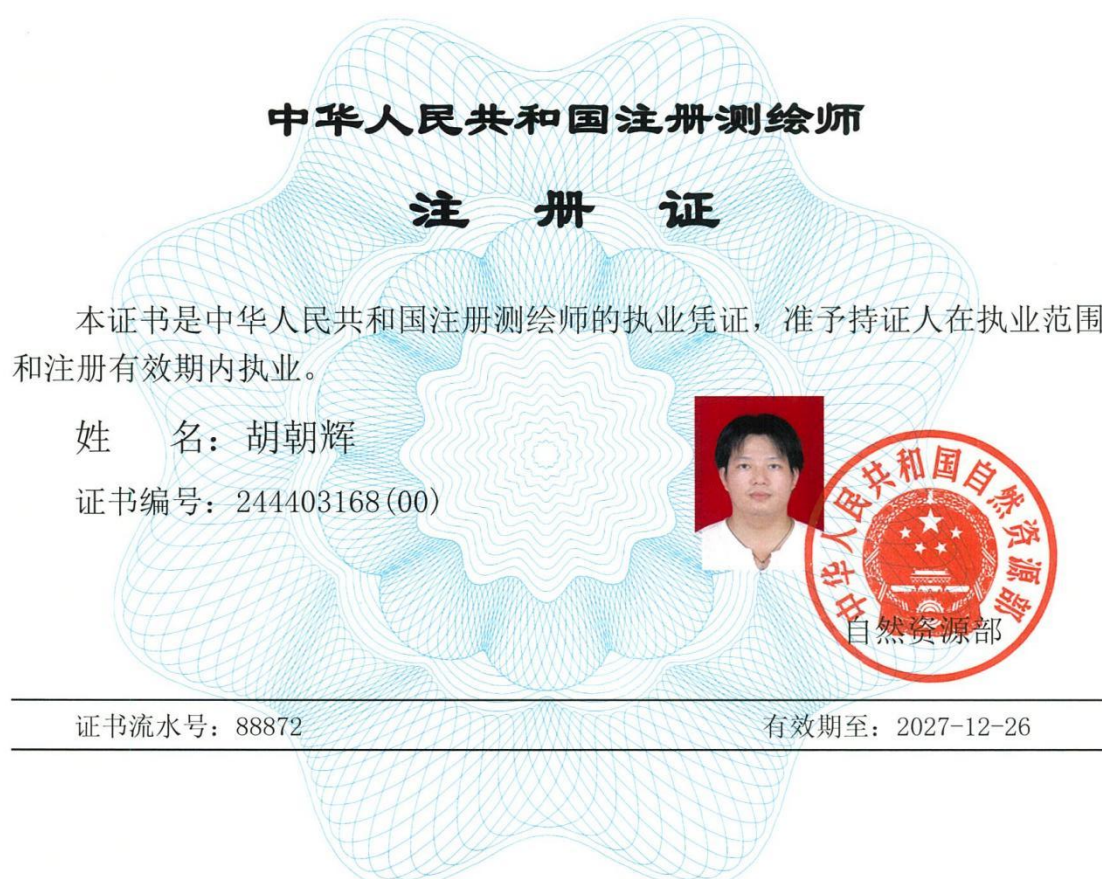 中华人民共和国注册测绘师
注册证
本证书是中华人民共和国注册测绘师的执业凭证，准予持证人在执业范围
和注册有效期内执业。
姓 名：胡朝辉
证书编号：244403168(00)
中华人民共和国自然资源部
自然资源部
证书流水号：88872
有效期至：2027-12-26